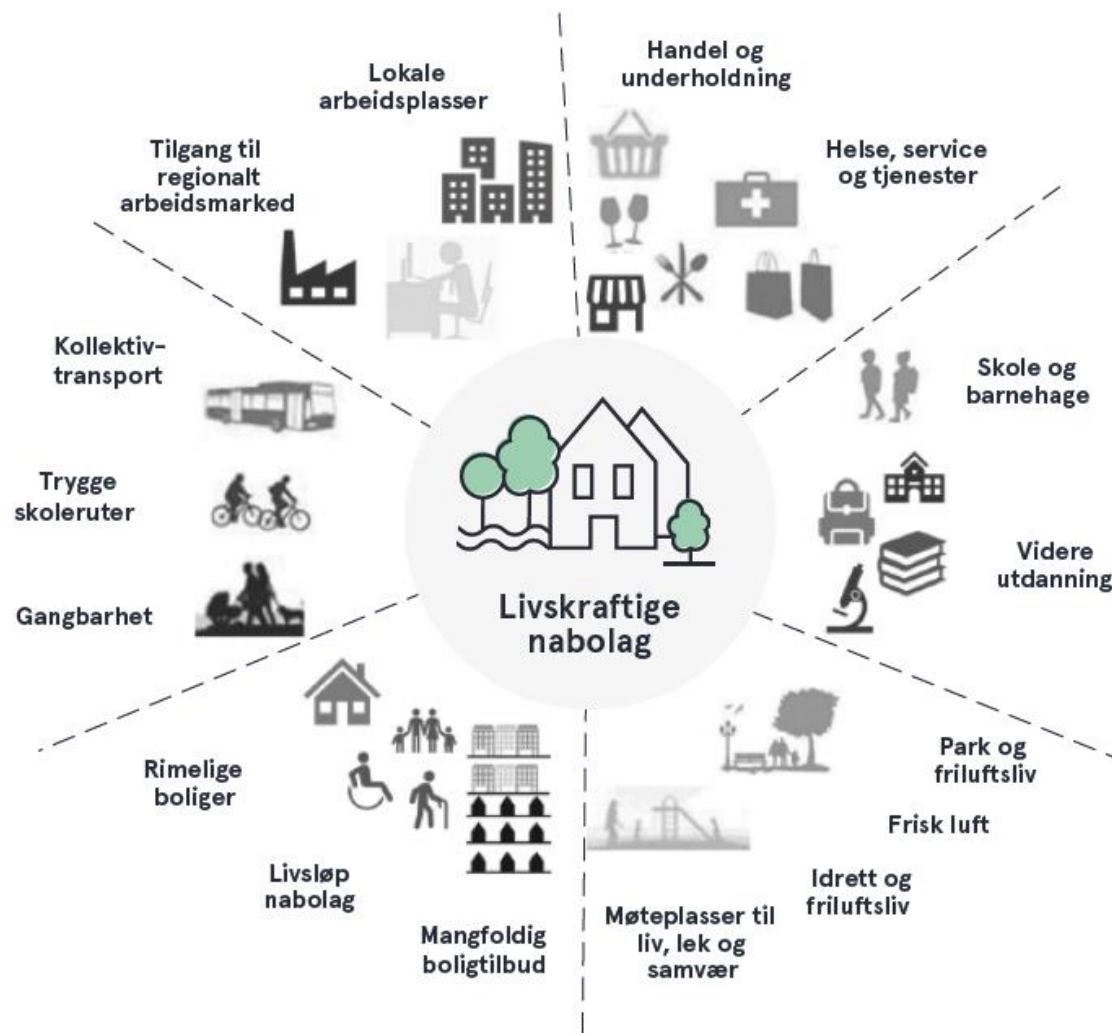 Handel og
underholdning
Lokale
arbeidsplasser
Tilgang til
regionalt
arbeidsmarked
Helse, service
og tjenester
Kollektiv-
transport
Skole og
barnehage
Trygge
skoleruter
Videre
utdanning
Gangbarhet
Livskraftige
nabolag
Rimelige
boliger
Park og
friluftsliv
Frisk luft
Livsløp
nabolag
Idrett og
friluftsliv
Mangfoldig
boligtilbud
Møteplasser til
liv, lek og
samvær